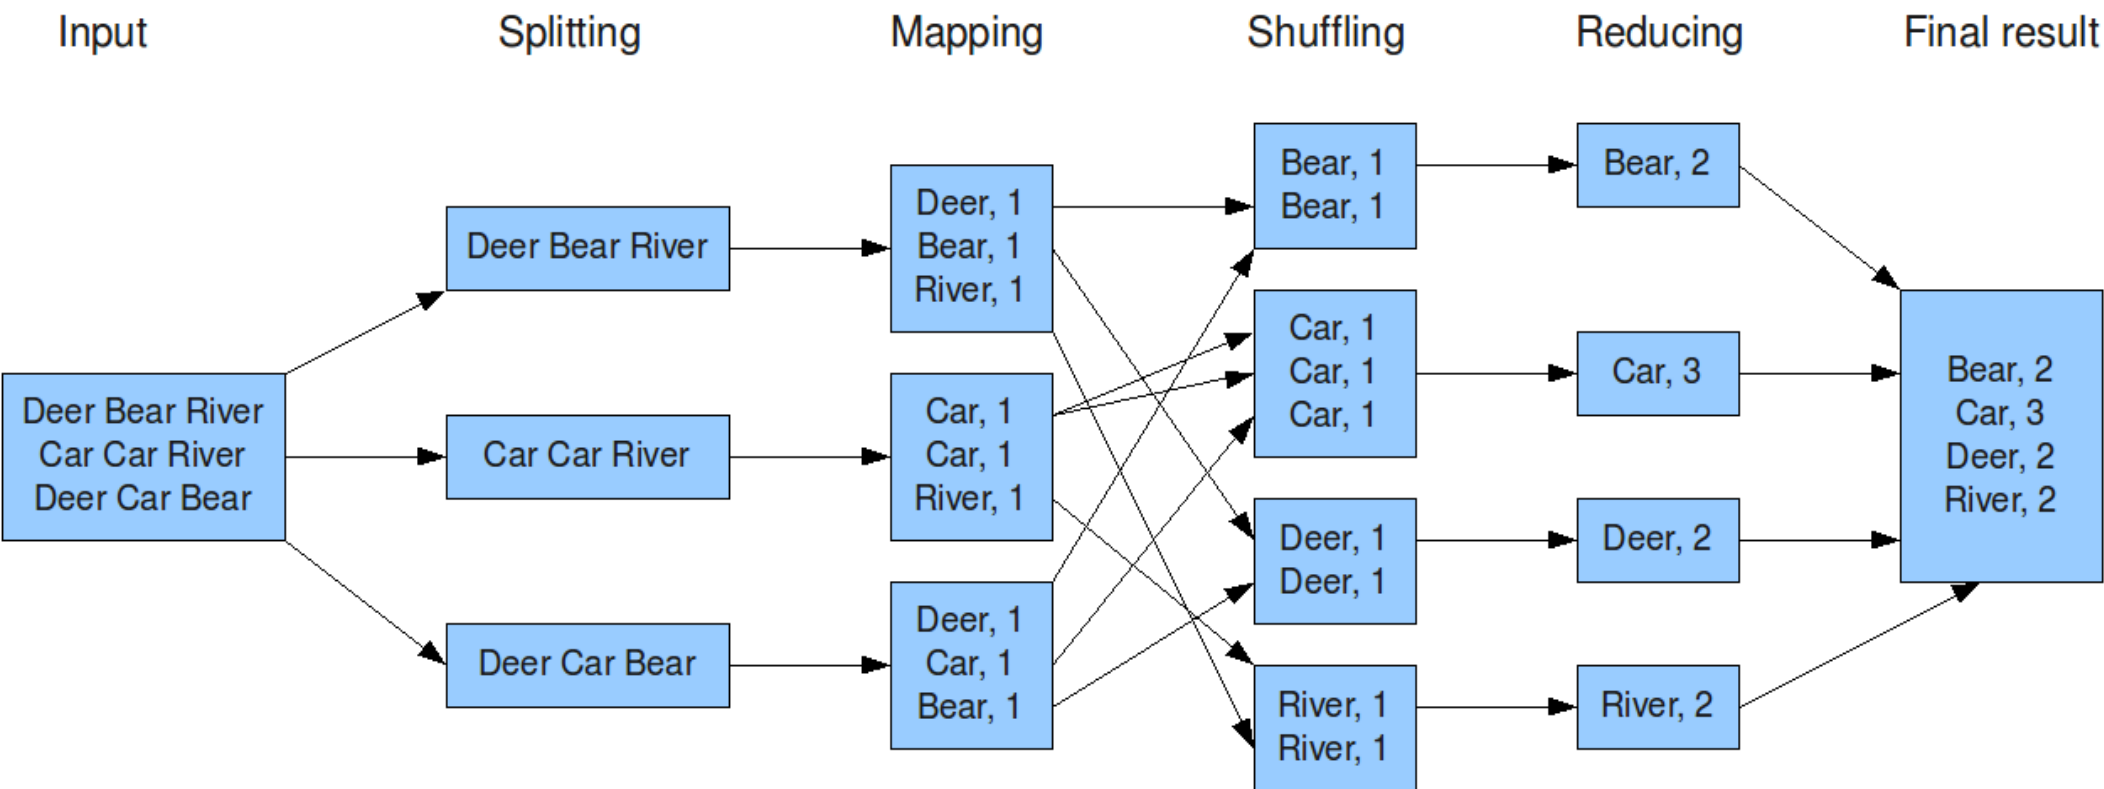 Input
Splitting
Mapping
Shuffling
Reducing
Final result
Deer Bear River
Car Car River
Deer Car Bear
Deer Bear River
Car Car River
Deer Car Bear
Deer, 1
Bear, 1
River, 1
Car, 1
Car, 1
River, 1
Deer, 1
Car, 1
Bear, 1
Bear, 1
Bear, 1
Car, 1
Car, 1
Car, 1
Deer, 1
Deer, 1
River, 1
River, 1
Bear, 2
Car, 3
Deer, 2
River, 2
Bear, 2
Car, 3
Deer, 2
River, 2